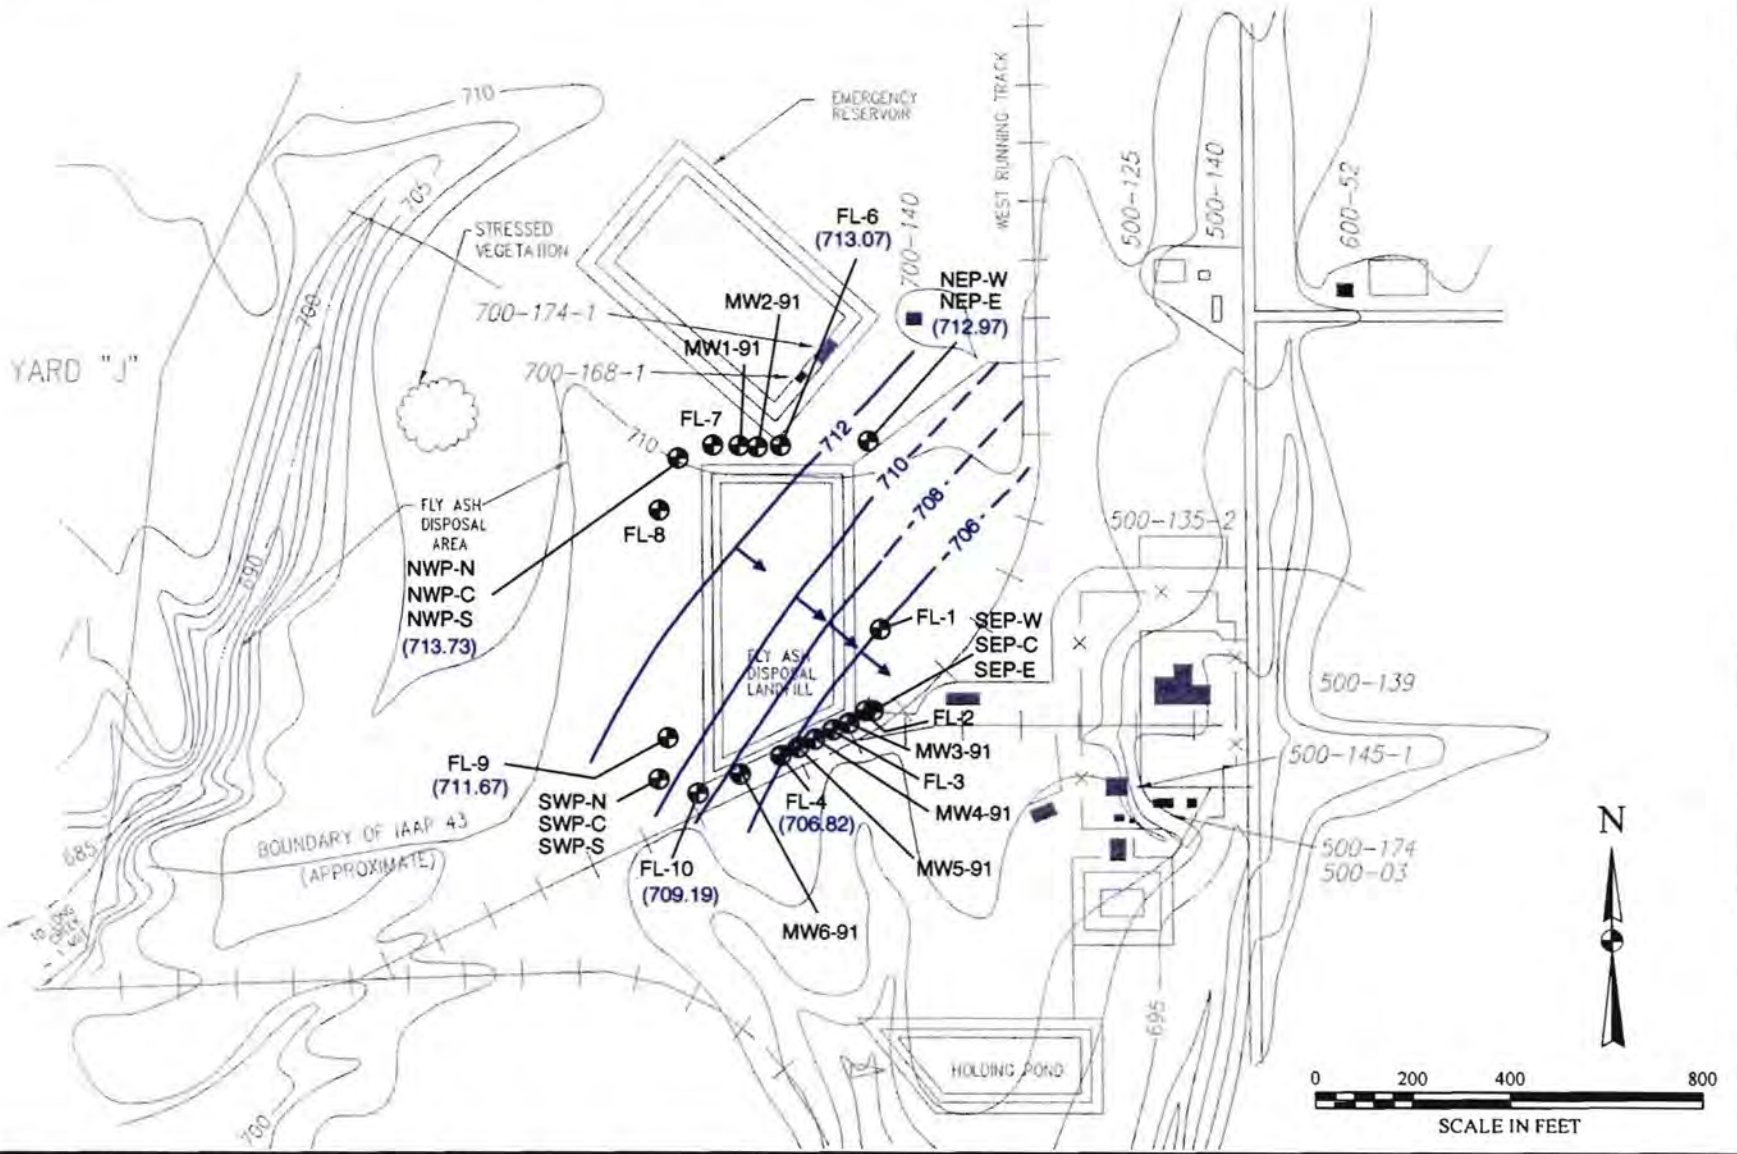 710
EMERGENCY
RESERVOIR
WEST RUNNING TRACK
500-125
500-140
600-52
705
STRESSED
VEGETATION
FL-6
(713.07)
700-140
NEP-W
NEP-E
(712.97)
MW2-91
700-174-1
700
MW1-91
YARD "J"
700-168-1
FL-7
710
712
710
708
706
FLY ASH
DISPOSAL
AREA
FL-8
500-135-2
NWP-N
NWP-C
NWP-S
(713.73)
690
FL-1
SEP-W
SEP-C
SEP-E
FLY ASH
DISPOSAL
LANDFILL
500-139
FL-2
MW3-91
FL-9
(711.67)
500-145-1
FL-3
SWP-N
SWP-C
SWP-S
FL-4
(706.82)
MW4-91
N
BOUNDARY OF IAAP 43
(APPROXIMATE)
685
FL-10
(709.19)
MW5-91
500-174
500-03
MW6-91
TO LONG
CREEK
695
HOLDING POND
700
0 200 400 800
SCALE IN FEET